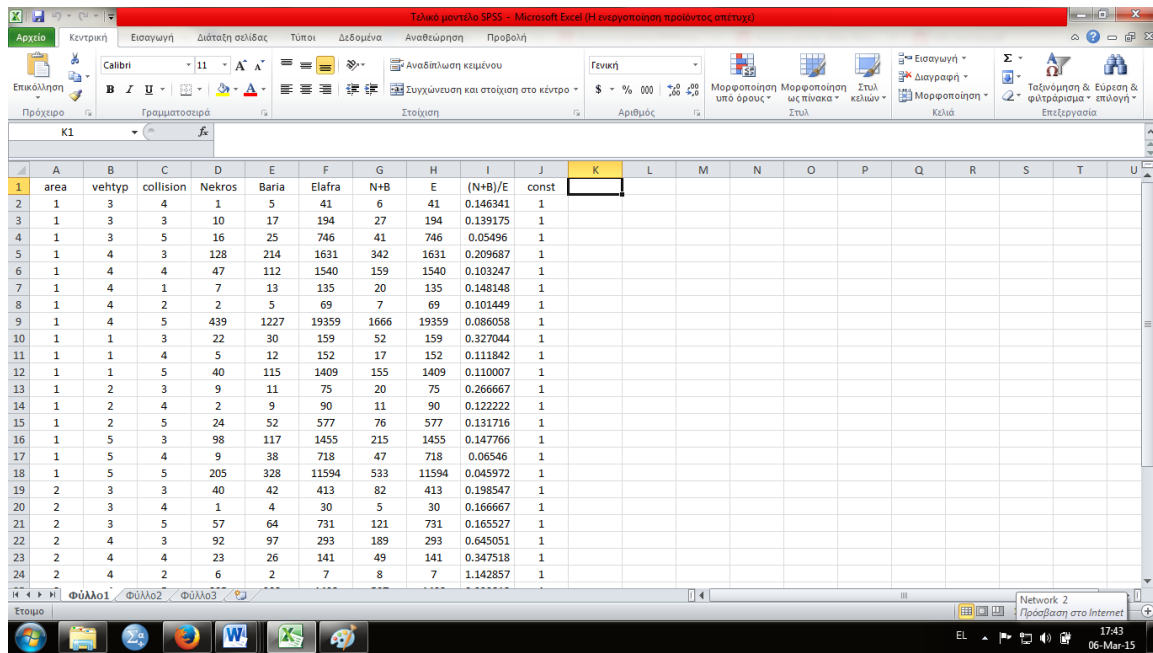 Τελικό μοντέλο SPSS - Microsoft Excel (Η ενεργοποίηση προϊόντος απέτυχε)
Αρχείο Κεντρική Εισαγωγή Διάταξη σελίδας Τύποι Δεδομένα Αναθεώρηση Προβολή
Επικόλληση
Πρόχειρο
Calibri 11
B I U
Γραμματοσειρά
Αναδίπλωση κειμένου
Συγχώνευση και στοίχιση στο κέντρο
Στοίχιση
Γενική
$ % 000
Αριθμός
Μορφοποίηση υπό όρους
Μορφοποίηση ως πίνακα
Στυλ κελιών
Στυλ
Εισαγωγή
Διαγραφή
Μορφοποίηση
Κελιά
Ταξινόμηση & φιλτράρισμα
Εύρεση & επιλογή
Επεξεργασία
K1 fx
A B C D E F G H I J K L M N O P Q R S T U
1 area vehtyp collision Nekros Baria Elafra N+B E (N+B)/E const
2 1 3 4 1 5 41 6 41 0.146341 1
3 1 3 3 10 17 194 27 194 0.139175 1
4 1 3 5 16 25 746 41 746 0.05496 1
5 1 4 3 128 214 1631 342 1631 0.209687 1
6 1 4 4 47 112 1540 159 1540 0.103247 1
7 1 4 1 7 13 135 20 135 0.148148 1
8 1 4 2 2 5 69 7 69 0.101449 1
9 1 4 5 439 1227 19359 1666 19359 0.086058 1
10 1 1 3 22 30 159 52 159 0.327044 1
11 1 1 4 5 12 152 17 152 0.111842 1
12 1 1 5 40 115 1409 155 1409 0.110007 1
13 1 2 3 9 11 75 20 75 0.266667 1
14 1 2 4 2 9 90 11 90 0.122222 1
15 1 2 5 24 52 577 76 577 0.131716 1
16 1 5 3 98 117 1455 215 1455 0.147766 1
17 1 5 4 9 38 718 47 718 0.06546 1
18 1 5 5 205 328 11594 533 11594 0.045972 1
19 2 3 3 40 42 413 82 413 0.198547 1
20 2 3 4 1 4 30 5 30 0.166667 1
21 2 3 5 57 64 731 121 731 0.165527 1
22 2 4 3 92 97 293 189 293 0.645051 1
23 2 4 4 23 26 141 49 141 0.347518 1
24 2 4 2 6 2 7 8 7 1.142857 1
Φύλλο1 Φύλλο2 Φύλλο3
Έτοιμο
Network 2
Πρόσβαση στο Internet
EL
17:43
06-Mar-15